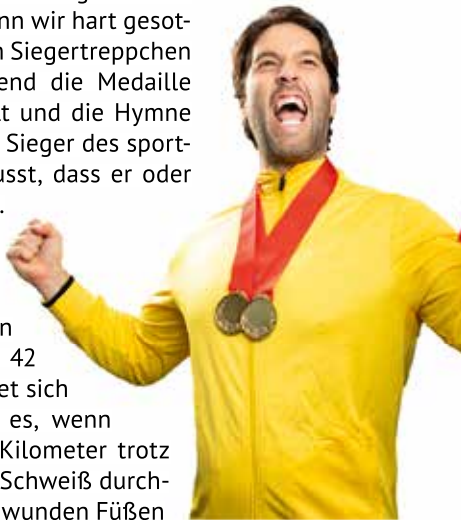 nn wir hart gesot-
n Siegertreppchen
end die Medaille
t und die Hymne
Sieger des sport-
usst, dass er oder
.
n
42
et sich
es, wenn
Kilometer trotz
Schweiß durch-
wunden Füßen